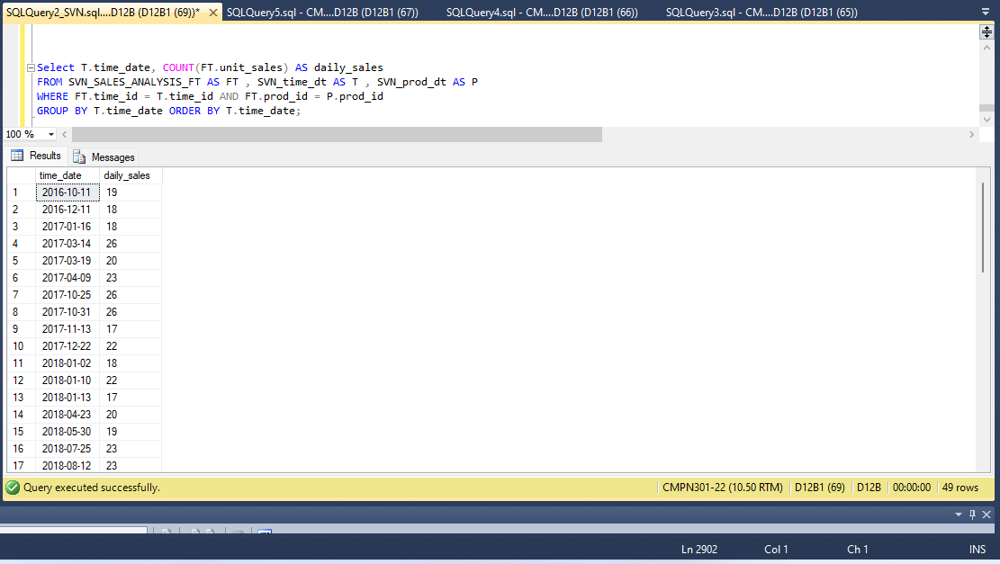 SQLQuery2_SVN.sql....D12B (D12B1 (69))* SQLQuery5.sql - CM....D12B (D12B1 (67)) SQLQuery4.sql - CM....D12B (D12B1 (66)) SQLQuery3.sql - CM....D12B (D12B1 (65))
Select T.time_date, COUNT(FT.unit_sales) AS daily_sales
FROM SVN_SALES_ANALYSIS_FT AS FT , SVN_time_dt AS T , SVN_prod_dt AS P
WHERE FT.time_id = T.time_id AND FT.prod_id = P.prod_id
GROUP BY T.time_date ORDER BY T.time_date;
100 %
Results Messages
time_date daily_sales
1 2016-10-11 19
2 2016-12-11 18
3 2017-01-16 18
4 2017-03-14 26
5 2017-03-19 20
6 2017-04-09 23
7 2017-10-25 26
8 2017-10-31 26
9 2017-11-13 17
10 2017-12-22 22
11 2018-01-02 18
12 2018-01-10 22
13 2018-01-13 17
14 2018-04-23 20
15 2018-05-30 19
16 2018-07-25 23
17 2018-08-12 23
Query executed successfully. CMPN301-22 (10.50 RTM) D12B1 (69) D12B 00:00:00 49 rows
Ln 2902 Col 1 Ch 1 INS